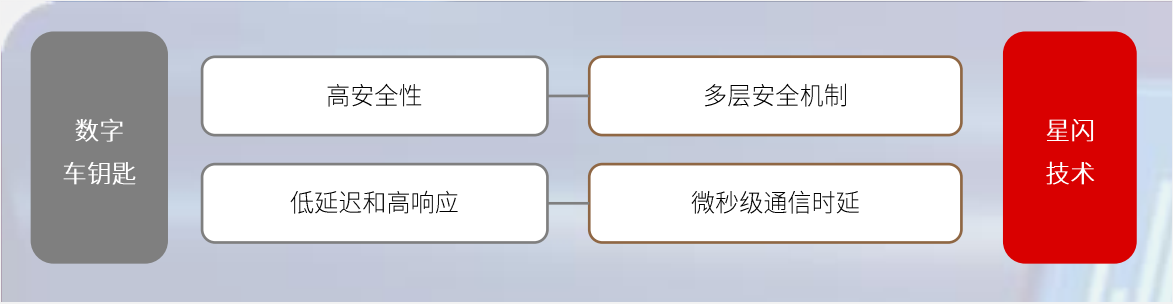 数字
车钥匙
高安全性
多层安全机制
低延迟和高响应
微秒级通信时延
星闪
技术